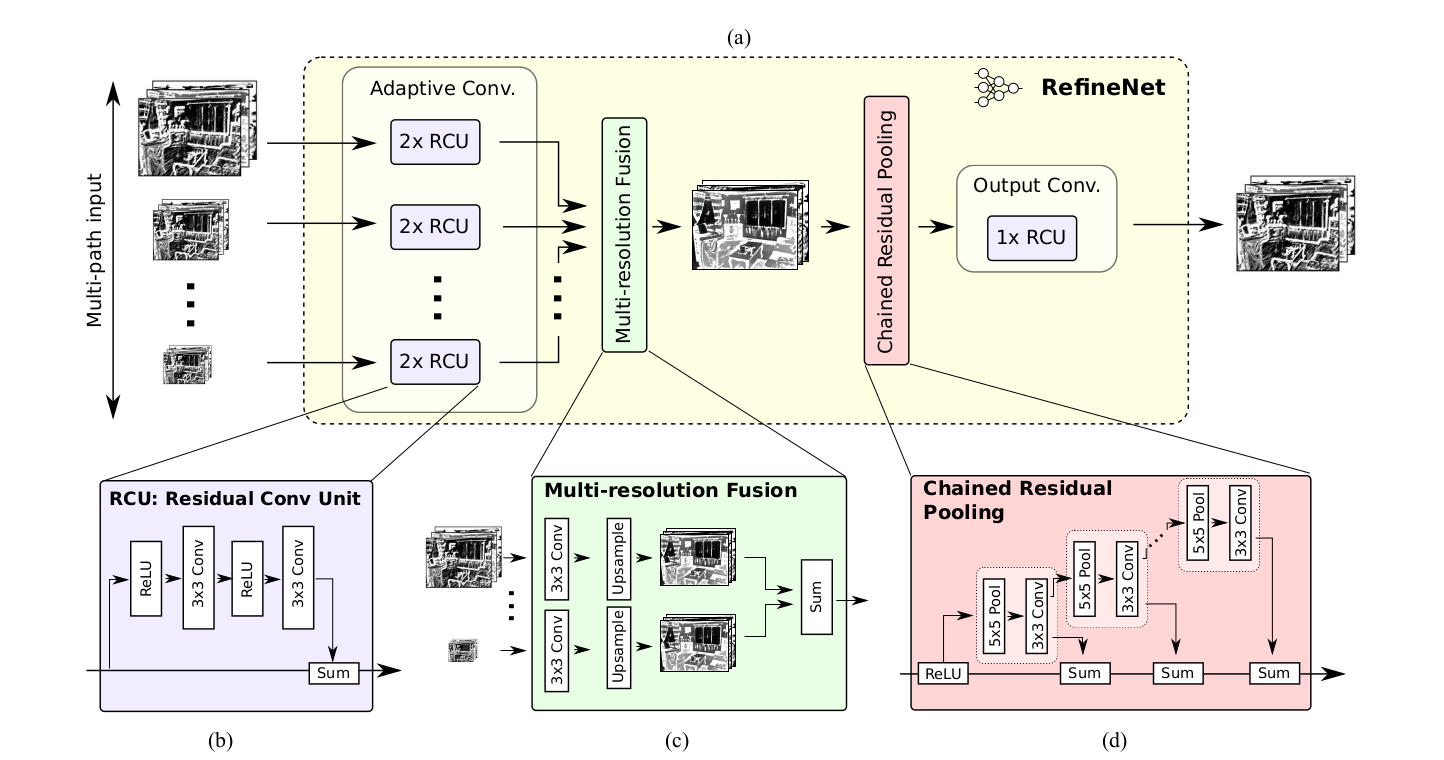 (a)
Multi-path input
Adaptive Conv.
2x RCU
2x RCU
2x RCU
Multi-resolution Fusion
Chained Residual Pooling
RefineNet
Output Conv.
1x RCU
RCU: Residual Conv Unit
ReLU
3x3 Conv
ReLU
3x3 Conv
Sum
(b)
Multi-resolution Fusion
3x3 Conv
Upsample
3x3 Conv
Upsample
Sum
(c)
Chained Residual
Pooling
5x5 Pool
3x3 Conv
5x5 Pool
3x3 Conv
5x5 Pool
3x3 Conv
ReLU
Sum
Sum
Sum
(d)